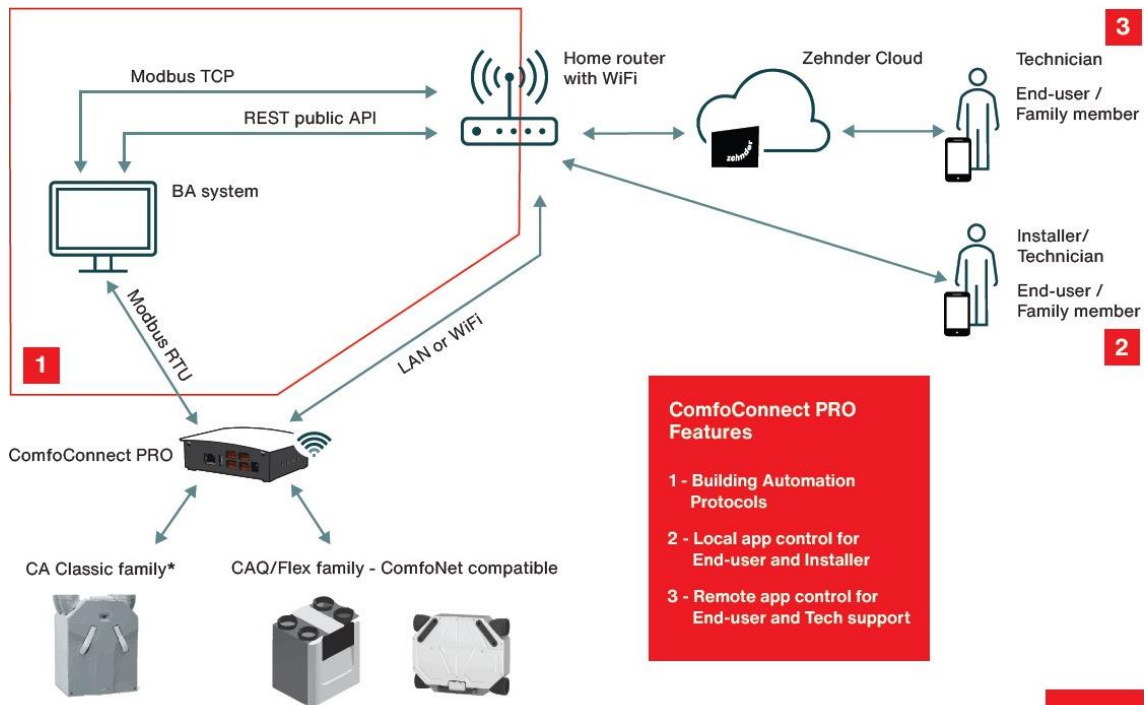 3
Home router
with WiFi
Zehnder Cloud
Technician
End-user /
Family member
Modbus TCP
REST public API
zehnder
BA system
Installer/
Technician
End-user /
Family member
Modbus RTU
LAN or WiFi
1
2
ComfoConnect PRO
ComfoConnect PRO
Features
1 - Building Automation
Protocols
2 - Local app control for
End-user and Installer
3 - Remote app control for
End-user and Tech support
CA Classic family*
CAQ/Flex family - ComfoNet compatible